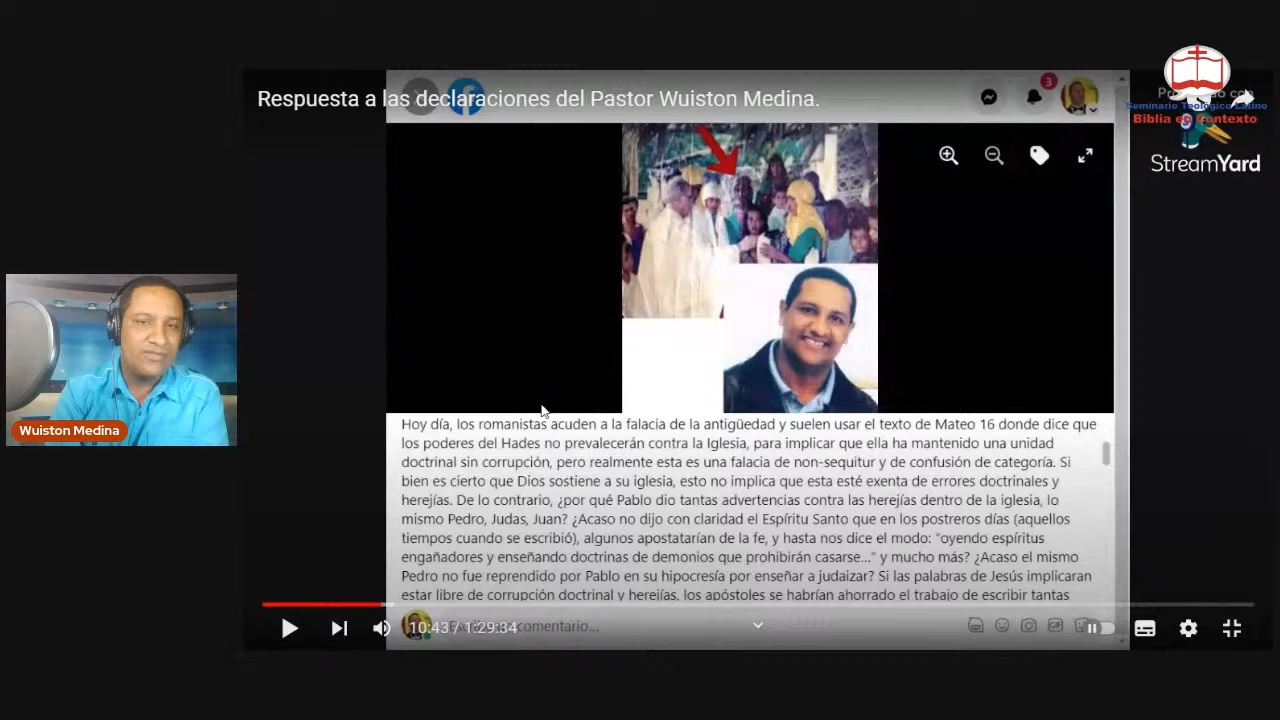 Respuesta a las declaraciones del Pastor Wuiston Medina.
3
Seminario Teológico Latino
Biblia en Contexto
StreamYard
Wuiston Medina
Hoy día, los romanistas acuden a la falacia de la antigüedad y suelen usar el texto de Mateo 16 donde dice que
los poderes del Hades no prevalecerán contra la Iglesia, para implicar que ella ha mantenido una unidad
doctrinal sin corrupción, pero realmente esta es una falacia de non-sequitur y de confusión de categoría. Si
bien es cierto que Dios sostiene a su iglesia, esto no implica que esta esté exenta de errores doctrinales y
herejías. De lo contrario, ¿por qué Pablo dio tantas advertencias contra las herejías dentro de la iglesia, lo
mismo Pedro, Judas, Juan? ¿Acaso no dijo con claridad el Espíritu Santo que en los postreros días (aquellos
tiempos cuando se escribió), algunos apostatarían de la fe, y hasta nos dice el modo: "oyendo espíritus
engañadores y enseñando doctrinas de demonios que prohibirán casarse..." y mucho más? ¿Acaso el mismo
Pedro no fue reprendido por Pablo en su hipocresía por enseñar a judaizar? Si las palabras de Jesús implicaran
estar libre de corrupción doctrinal y herejías, los apóstoles se habrían ahorrado el trabajo de escribir tantas
10:43 / 1:29:34
comentario...
GIF